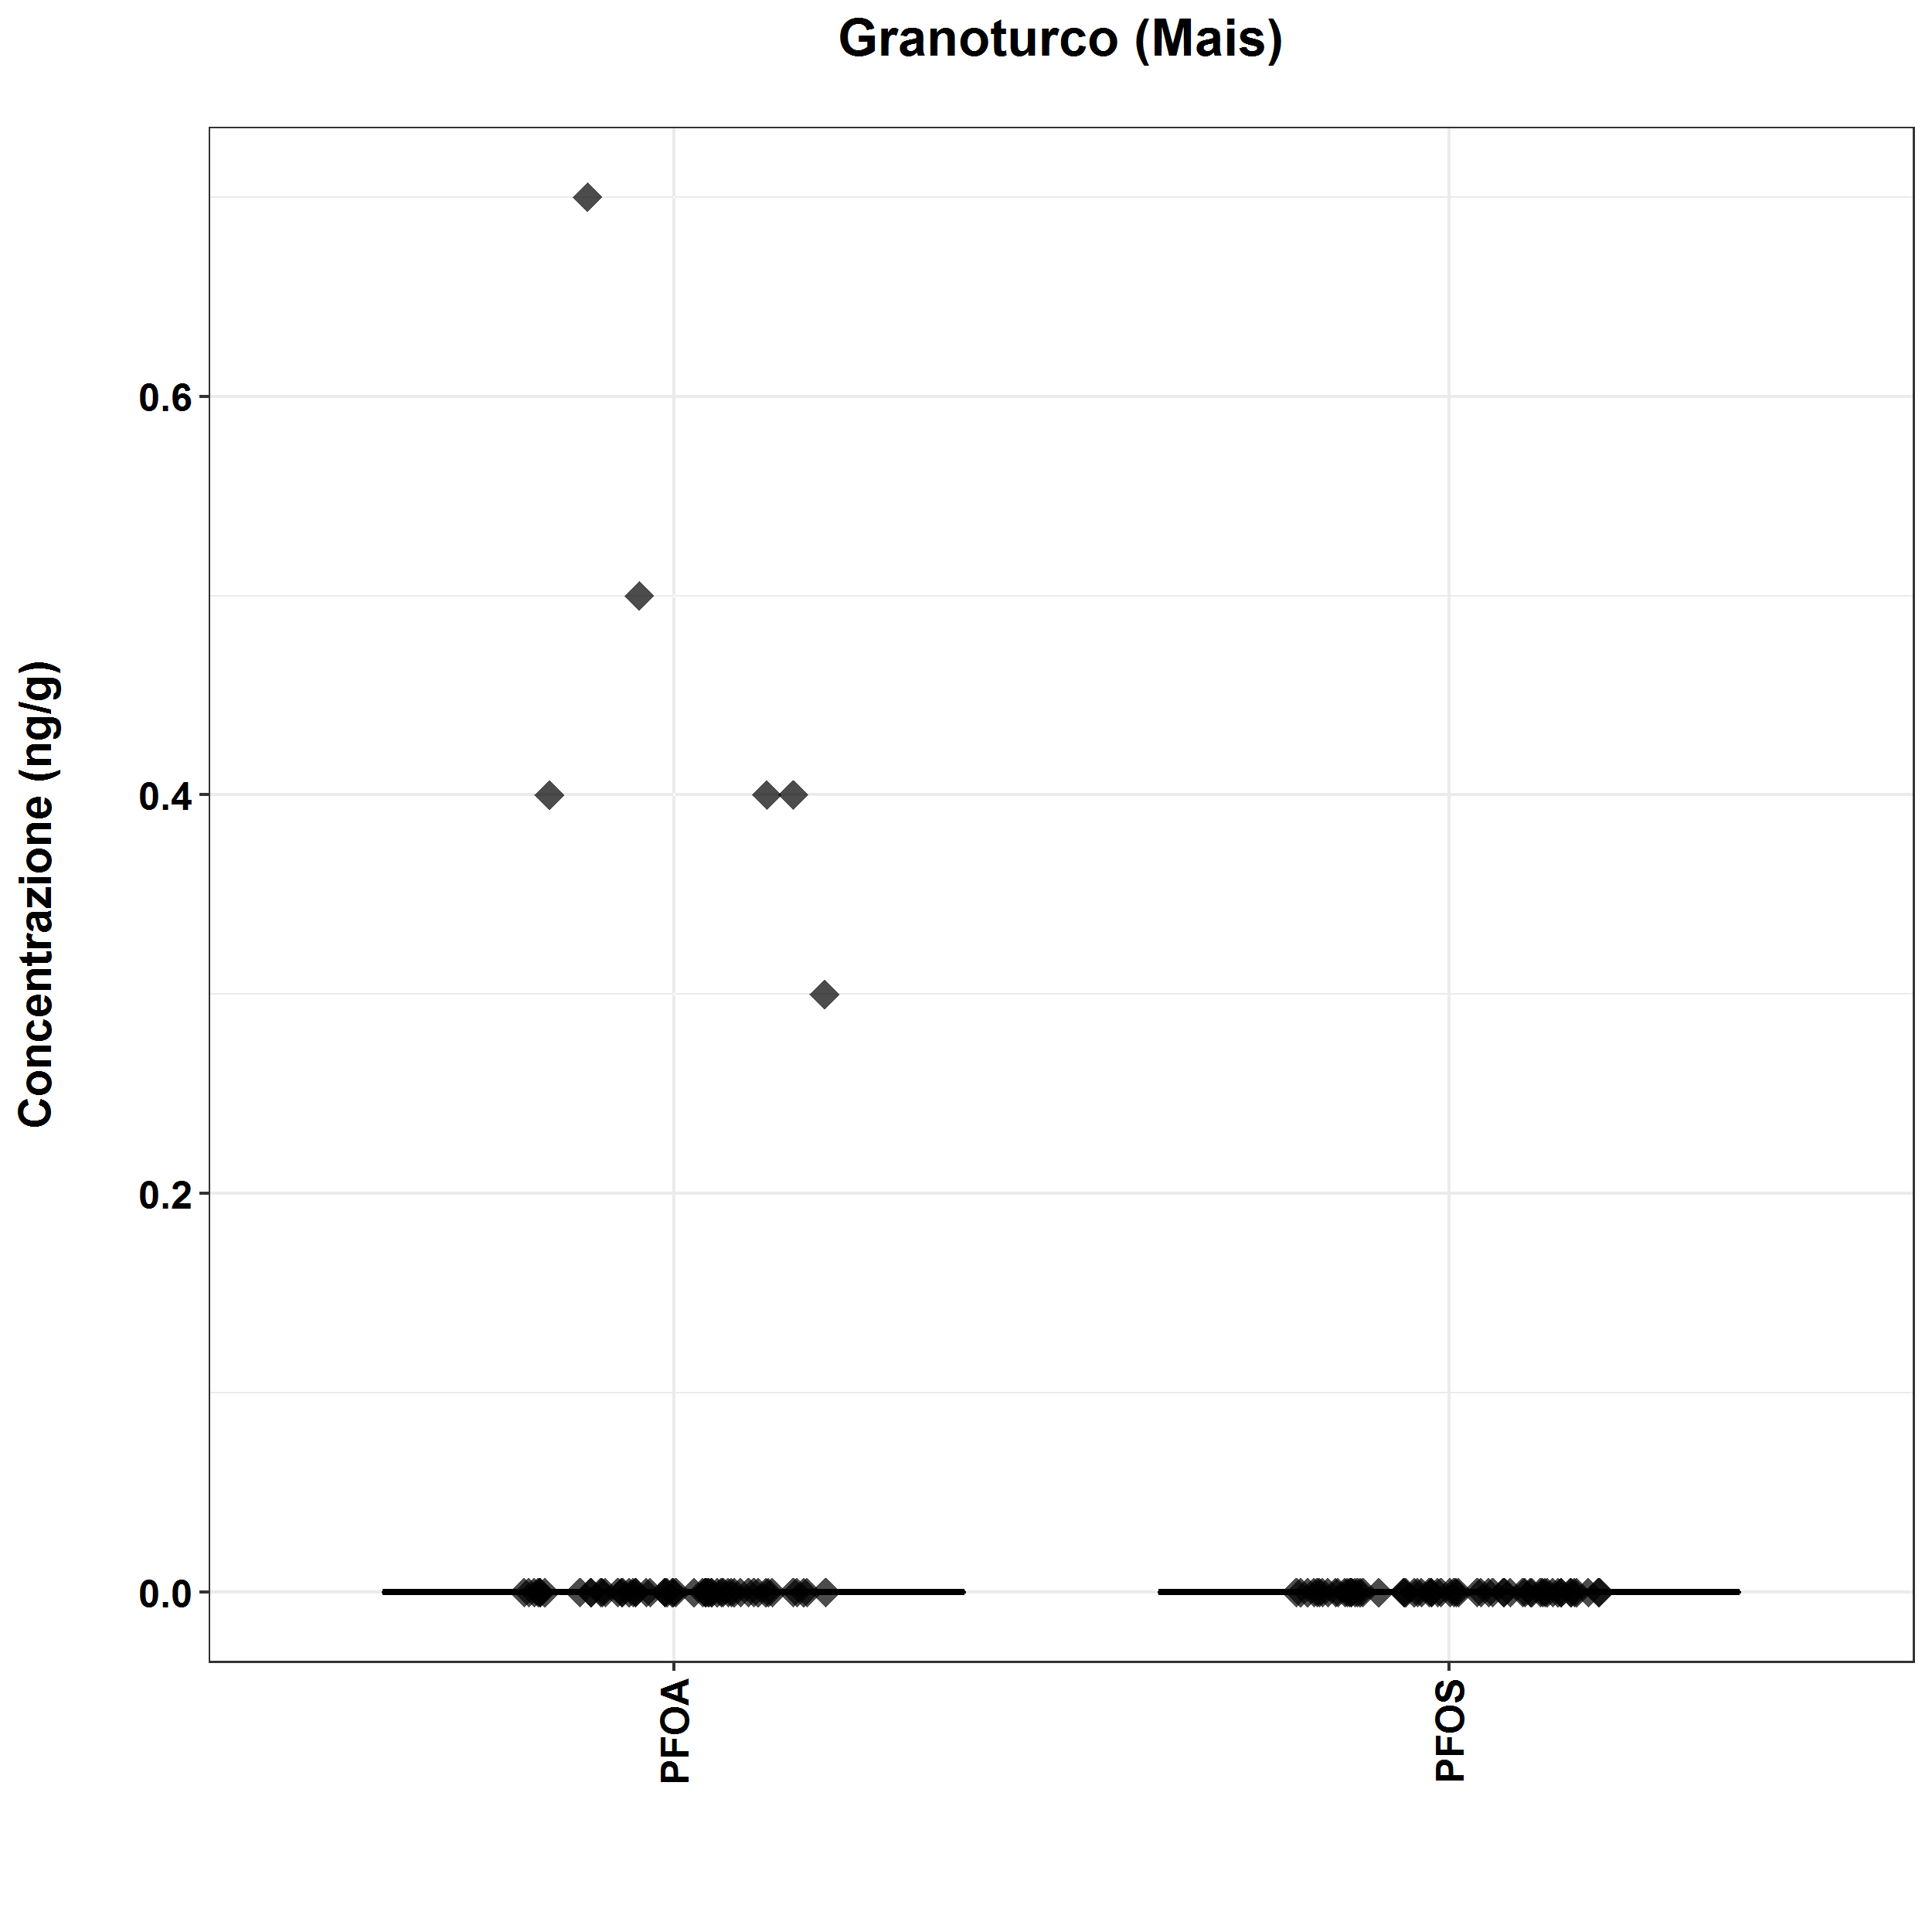 Granoturco (Mais)
Concentrazione (ng/g)
0.6
0.4
0.2
0.0
PFOA
PFOS